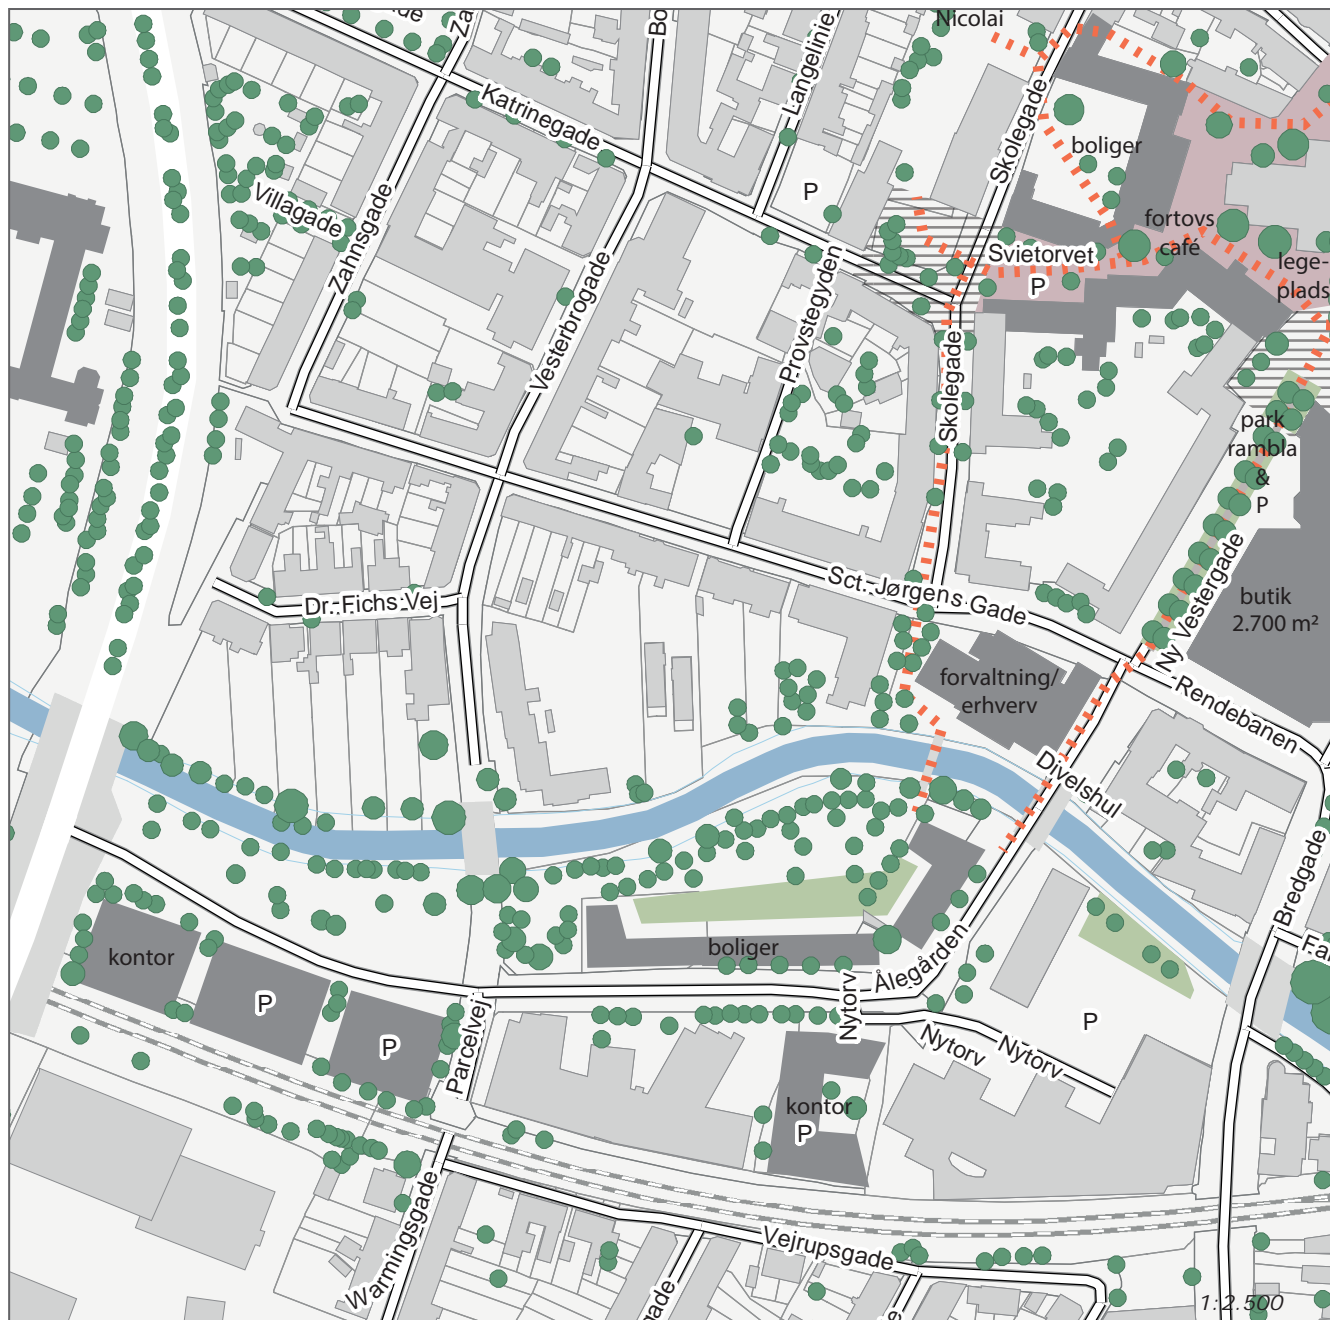 Nicolai
Langelinie
Katrinegade
Skolegade
boliger
P
Villagade
Zahnsgade
fortovs
café
Svietorvet
P
lege-
plads
Vesterbrogade
Provstegyden
Skolegade
park
rambla
&
P
Ny Vestergade
butik
2.700 m²
Sct. Jørgens Gade
Dr. Fichs Vej
forvaltning/
erhverv
Rendebanen
Divelshul
Bredgade
boliger
Ålegården
kontor
P
P
Nytorv
Nytorv
Nytorv
P
Parcelvej
kontor
P
Warmingsgade
Vejrupsgade
1:2.500